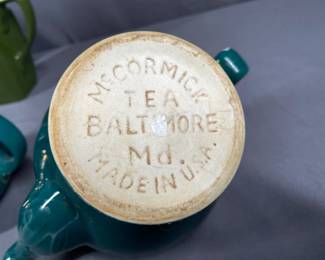 McCORMICK
TEA
BALTIMORE
Md.
MADE IN U.S.A.